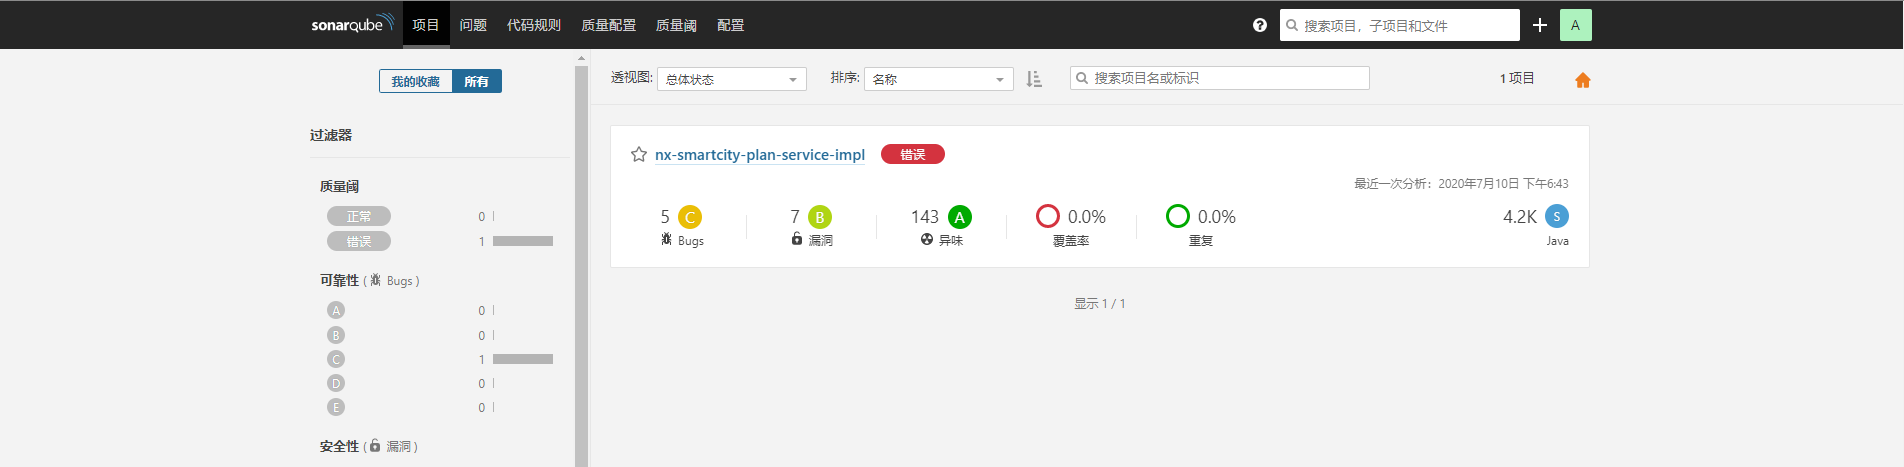 sonarqube 项目 问题 代码规则 质量配置 质量阈 配置 搜索项目，子项目和文件 A
我的收藏 所有
过滤器
质量阈
正常 0
错误 1
可靠性 ( Bugs )
A 0
B 0
C 1
D 0
E 0
安全性 ( 漏洞 )
透视图: 总体状态 排序: 名称 搜索项目名或标识 1 项目
nx-smartcity-plan-service-impl 错误
最近一次分析：2020年7月10日 下午6:43
5 C 7 B 143 A 0.0% 0.0% 4.2K S
Bugs 漏洞 异味 覆盖率 重复 Java
显示 1 / 1